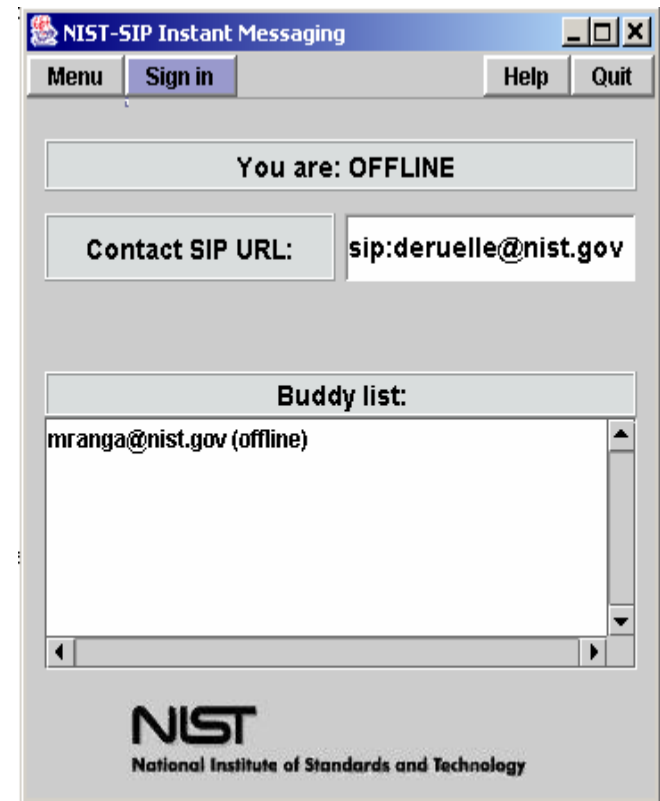 NIST-SIP Instant Messaging
Menu Sign in Help Quit
You are: OFFLINE
Contact SIP URL: sip:deruelle@nist.gov
Buddy list:
mranga@nist.gov (offline)
NIST
National Institute of Standards and Technology